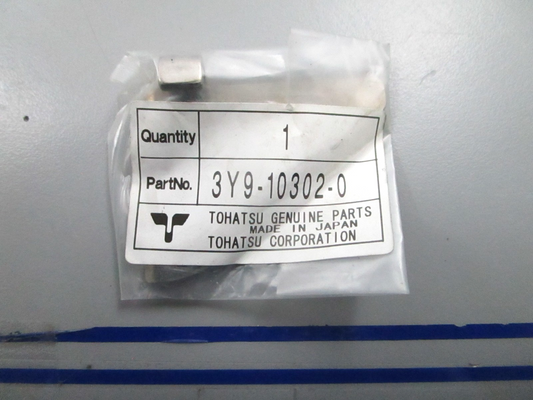 Quantity 1
PartNo. 3Y9-10302-0
TOHATSU GENUINE PARTS
MADE IN JAPAN
TOHATSU CORPORATION